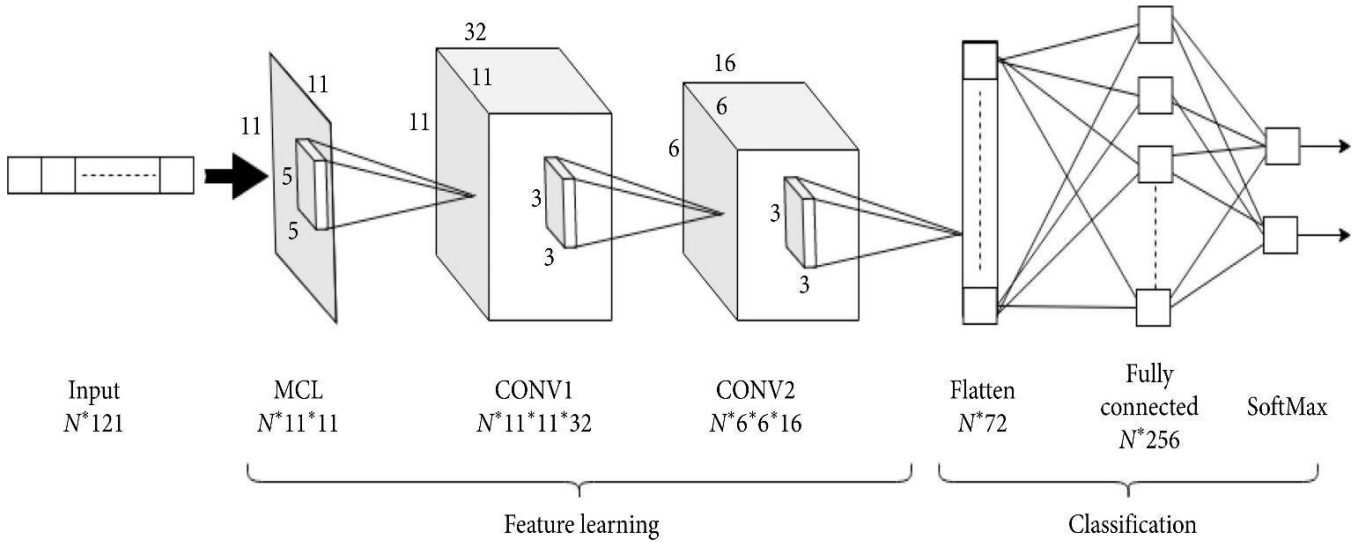 32
11
11
11
11
5
5
3
3
16
6
6
3
3
Input
N*121
MCL
N*11*11
CONV1
N*11*11*32
CONV2
N*6*6*16
Flatten
N*72
Fully
connected
N*256
SoftMax
Feature learning
Classification